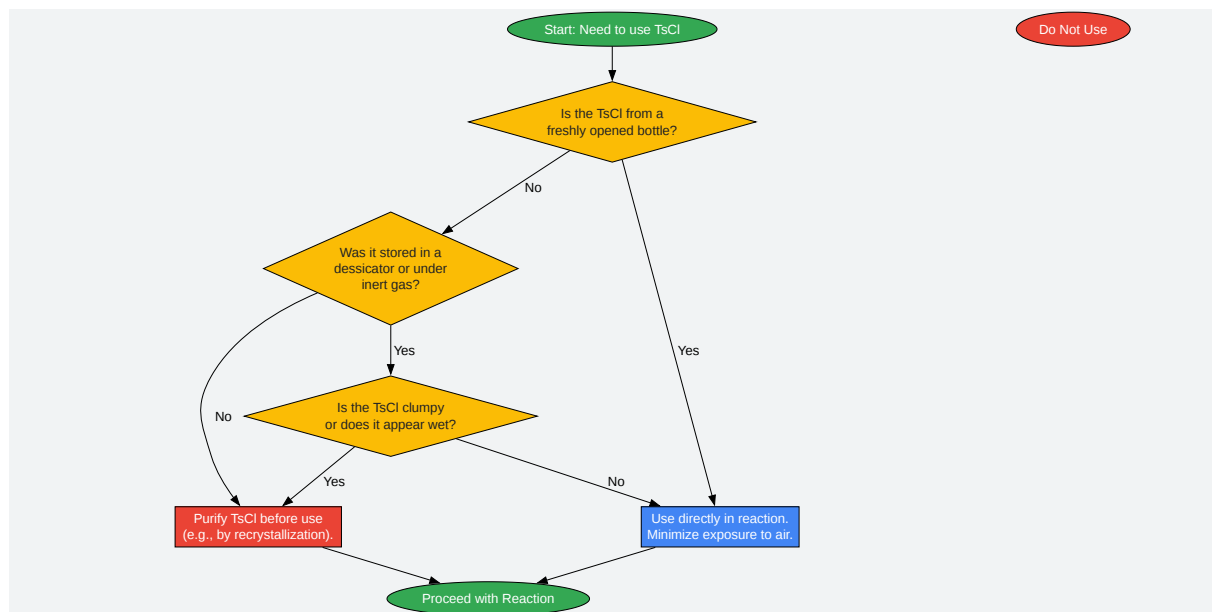 Start: Need to use TsCl
Do Not Use
Is the TsCl from a
freshly opened bottle?
No
Was it stored in a
dessicator or under
inert gas?
Yes
Yes
Is the TsCl clumpy
or does it appear wet?
No
Yes
No
Purify TsCl before use
(e.g., by recrystallization).
Use directly in reaction.
Minimize exposure to air.
Proceed with Reaction